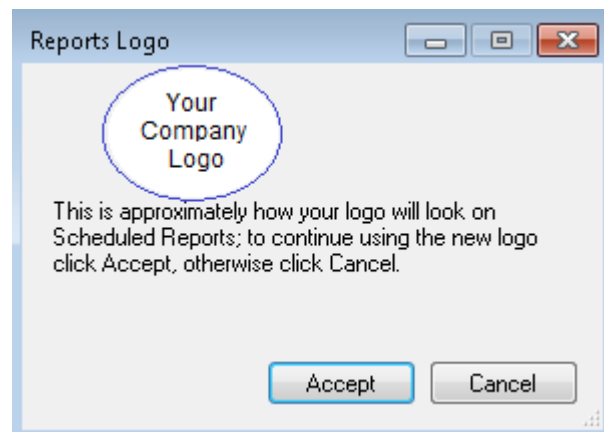 Reports Logo
Your
Company
Logo
This is approximately how your logo will look on
Scheduled Reports; to continue using the new logo
click Accept, otherwise click Cancel.
Accept Cancel